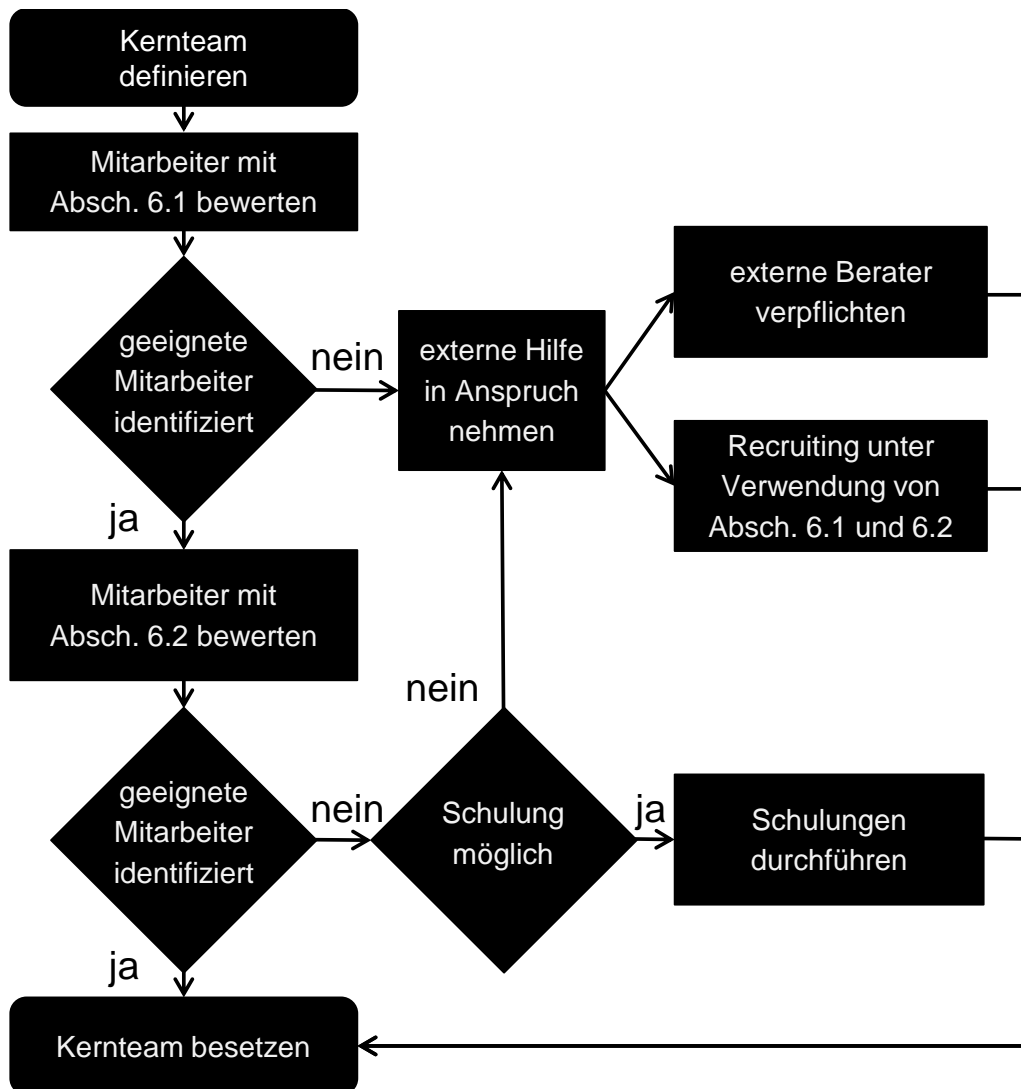 Kernteam
definieren
Mitarbeiter mit
Absch. 6.1 bewerten
geeignete
Mitarbeiter
identifiziert
nein
externe Hilfe
in Anspruch
nehmen
externe Berater
verpflichten
Recruiting unter
Verwendung von
Absch. 6.1 und 6.2
ja
Mitarbeiter mit
Absch. 6.2 bewerten
geeignete
Mitarbeiter
identifiziert
nein
Schulung
möglich
nein
ja
Schulungen
durchführen
ja
Kernteam besetzen